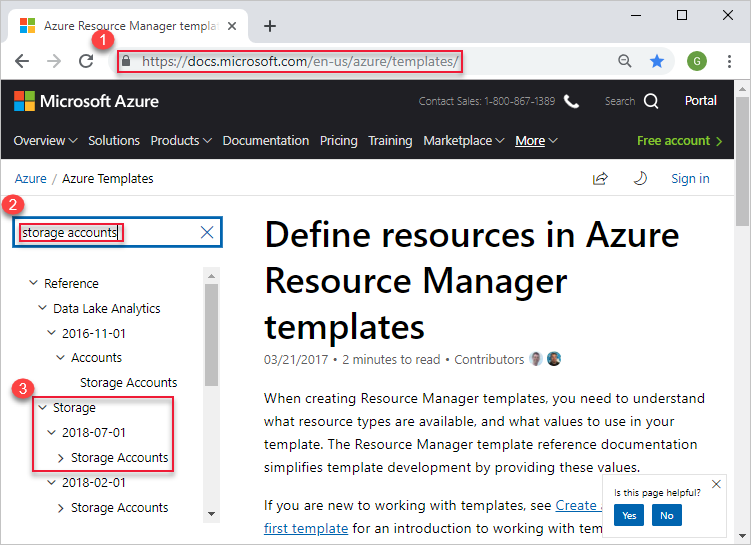 Azure Resource Manager templat
1
https://docs.microsoft.com/en-us/azure/templates/
G
Microsoft Azure
Contact Sales: 1-800-867-1389
Search
Portal
Overview
Solutions
Products
Documentation
Pricing
Training
Marketplace
More
Free account
Azure / Azure Templates
Sign in
2
storage accounts
Reference
Data Lake Analytics
2016-11-01
Accounts
Storage Accounts
3
Storage
2018-07-01
Storage Accounts
2018-02-01
Storage Accounts
Define resources in Azure
Resource Manager
templates
03/21/2017 • 2 minutes to read • Contributors
When creating Resource Manager templates, you need to understand
what resource types are available, and what values to use in your
template. The Resource Manager template reference documentation
simplifies template development by providing these values.
If you are new to working with templates, see Create a
first template for an introduction to working with tem
Is this page helpful?
Yes
No